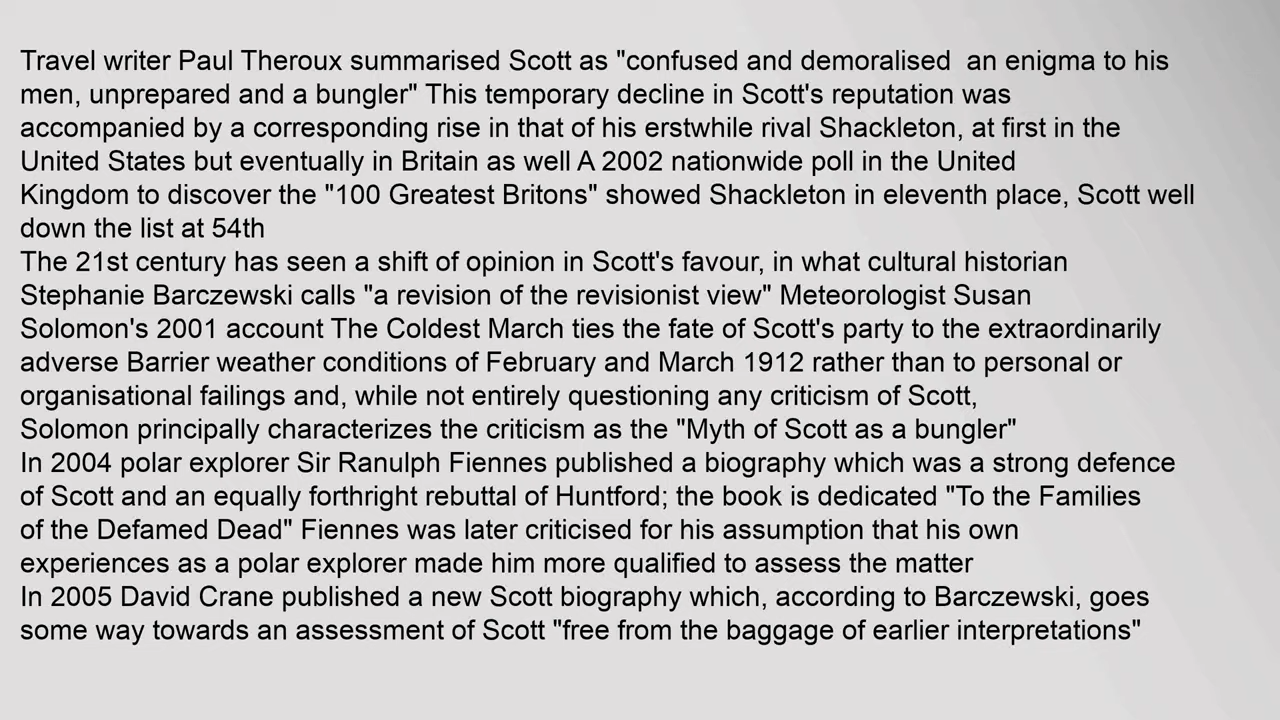 Travel writer Paul Theroux summarised Scott as "confused and demoralised  an enigma to his
men, unprepared and a bungler" This temporary decline in Scott's reputation was
accompanied by a corresponding rise in that of his erstwhile rival Shackleton, at first in the
United States but eventually in Britain as well A 2002 nationwide poll in the United
Kingdom to discover the "100 Greatest Britons" showed Shackleton in eleventh place, Scott well
down the list at 54th
The 21st century has seen a shift of opinion in Scott's favour, in what cultural historian
Stephanie Barczewski calls "a revision of the revisionist view" Meteorologist Susan
Solomon's 2001 account The Coldest March ties the fate of Scott's party to the extraordinarily
adverse Barrier weather conditions of February and March 1912 rather than to personal or
organisational failings and, while not entirely questioning any criticism of Scott,
Solomon principally characterizes the criticism as the "Myth of Scott as a bungler"
In 2004 polar explorer Sir Ranulph Fiennes published a biography which was a strong defence
of Scott and an equally forthright rebuttal of Huntford; the book is dedicated "To the Families
of the Defamed Dead" Fiennes was later criticised for his assumption that his own
experiences as a polar explorer made him more qualified to assess the matter
In 2005 David Crane published a new Scott biography which, according to Barczewski, goes
some way towards an assessment of Scott "free from the baggage of earlier interpretations"